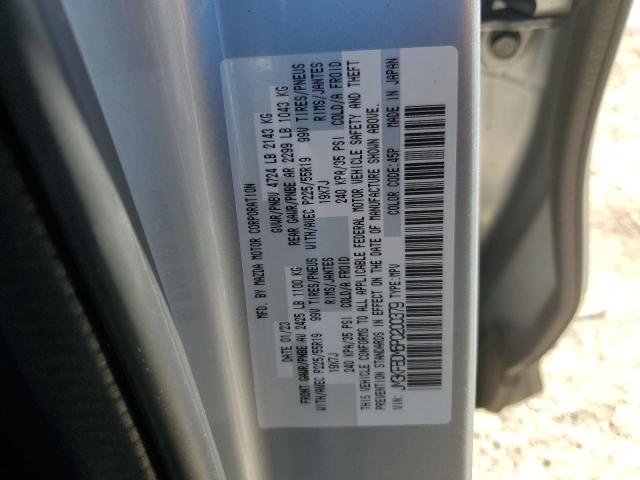 MFD. BY MAZDA MOTOR CORPORATION
DATE 01/23 GVWR/PNBV 4724 LB 2143 KG
FRONT GAWR/PNBE AV 2425 LB 1100 KG REAR GAWR/PNBE AR 2299 LB 1043 KG
WITH/AVEC P225/55R19 99V TIRES/PNEUS WITH/AVEC P225/55R19 99V TIRES/PNEUS
19X7J RIMS/JANTES 19X7J RIMS/JANTES
240 KPA/35 PSI COLD/A FROID 240 KPA/35 PSI COLD/A FROID
THIS VEHICLE CONFORMS TO ALL APPLICABLE FEDERAL MOTOR VEHICLE SAFETY AND THEFT
PREVENTION STANDARDS IN EFFECT ON THE DATE OF MANUFACTURE SHOWN ABOVE.
COLOR CODE:45P MADE IN JAPAN
VIN: TYPE:MPV